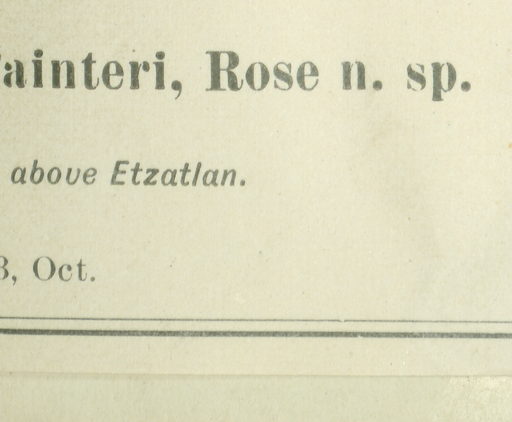 ainteri, Rose n. sp.
above Etzatlan.
3, Oct.